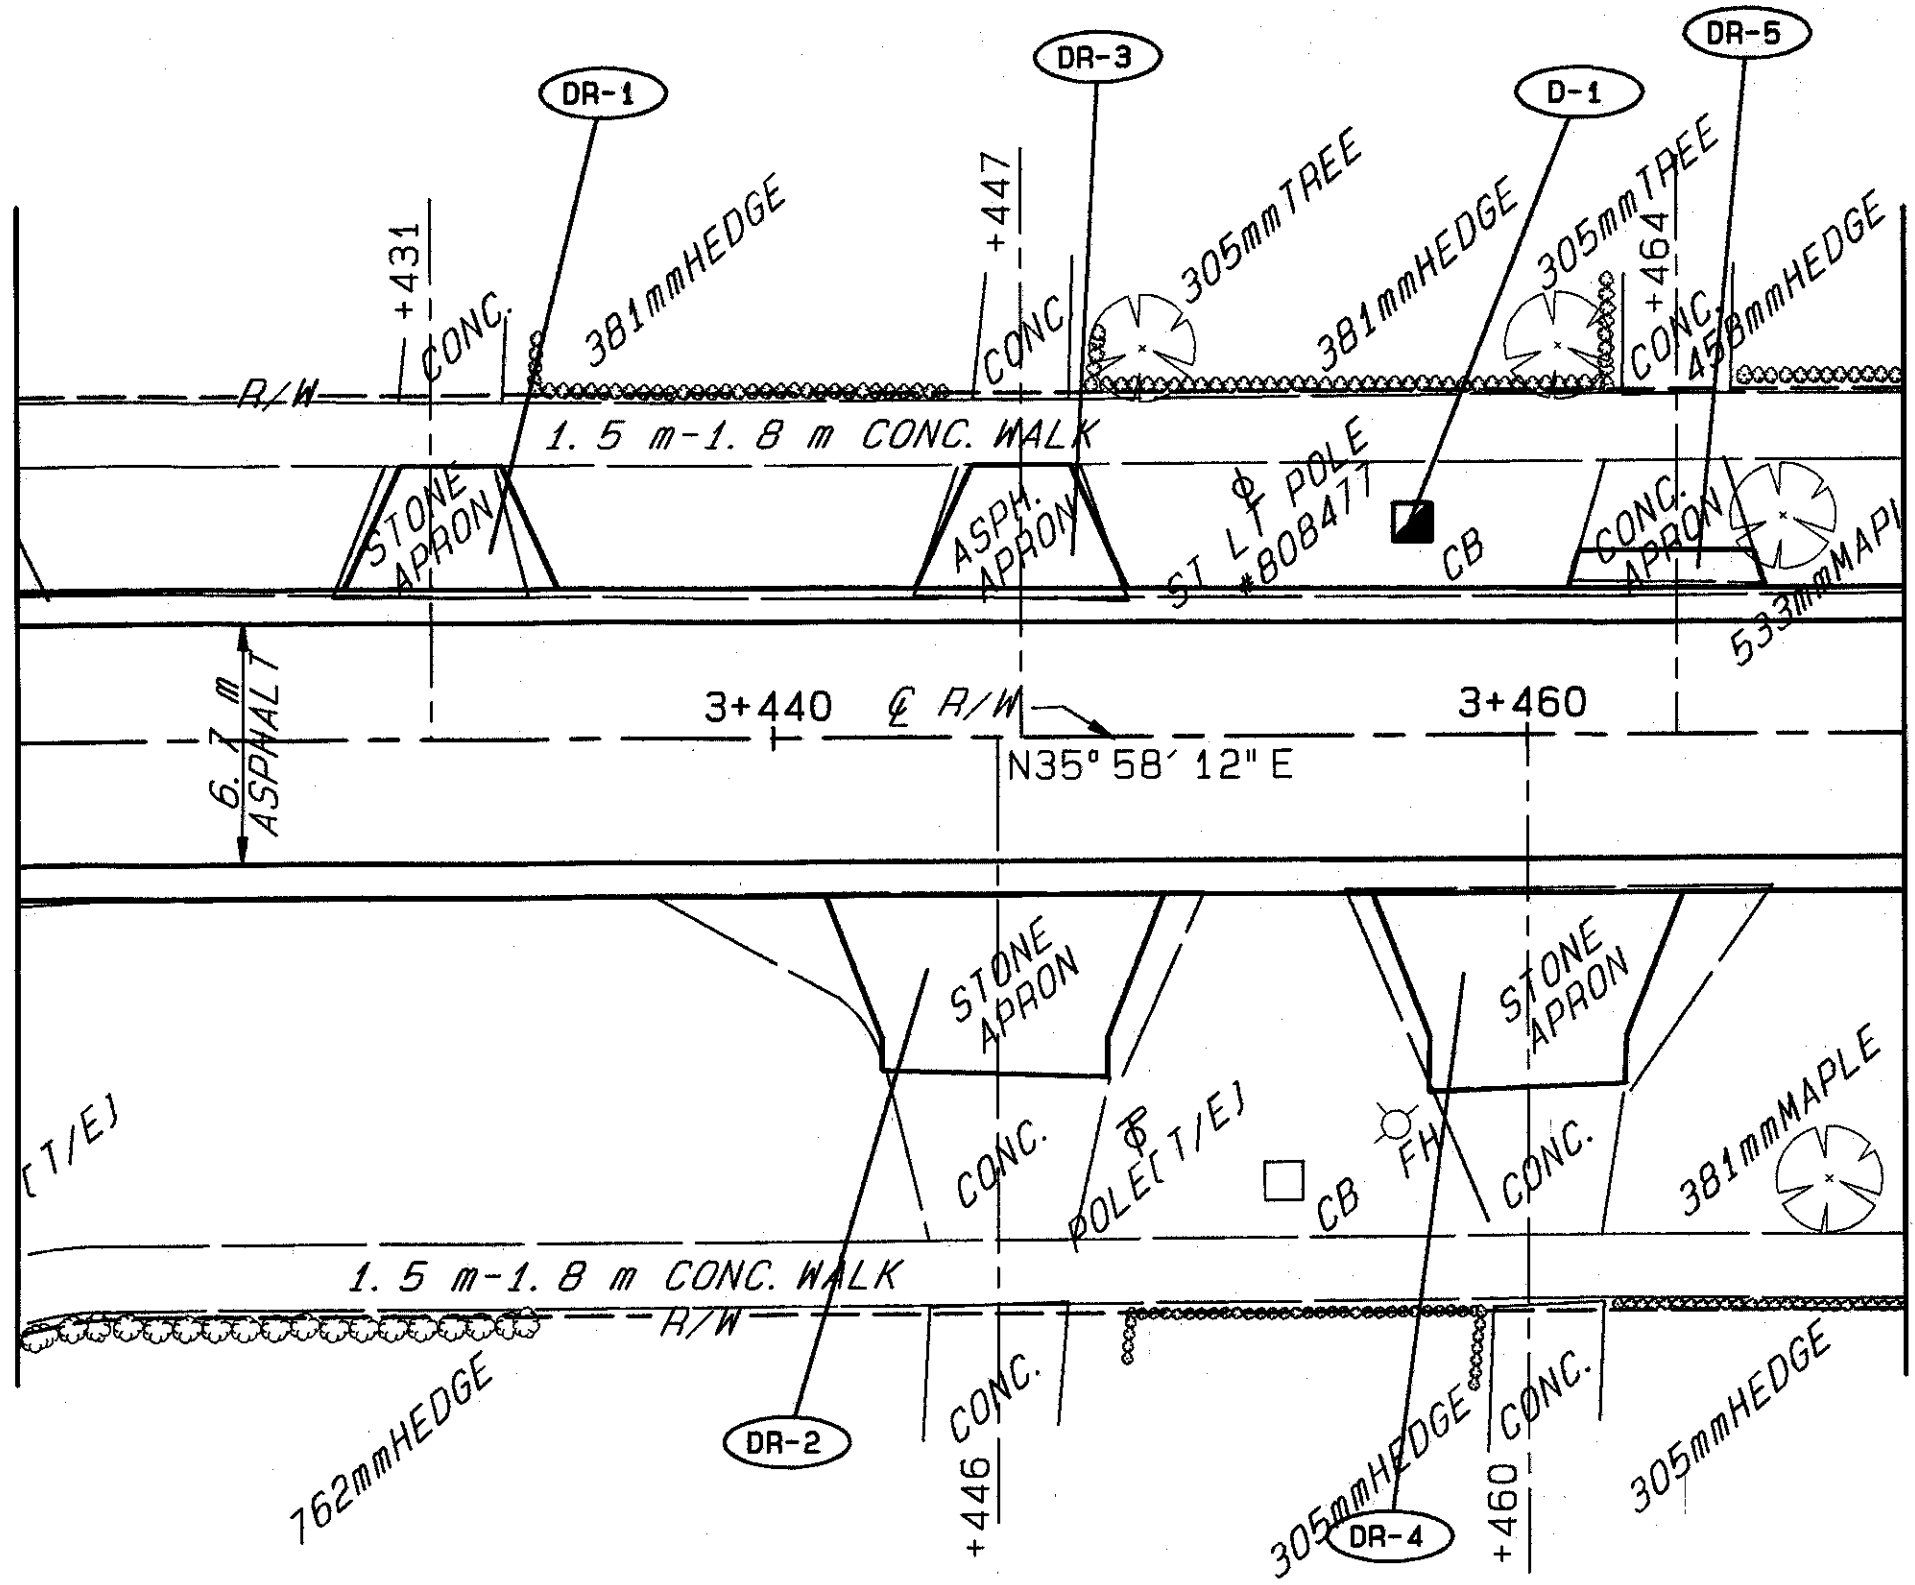 DR-1
DR-3
D-1
DR-5
+431
+447
+464
CONC.
381mmHEDGE
CONC
305mmTREE
381mmHEDGE
305mmTREE
CONC.
458mmHEDGE
R/W
1.5 m-1.8 m CONC. WALK
STONE
APRON
ASPH.
APRON
ST LT POLE
#808477
CB
CONC.
APRON
533mmMAPL
6.7 m
ASPHALT
3+440
℄ R/W
3+460
N35°58′12"E
STONE
APRON
STONE
APRON
[T/E]
CONC.
POLE[T/E]
CB
FH
CONC.
381mmMAPLE
1.5 m-1.8 m CONC. WALK
R/W
762mmHEDGE
DR-2
CONC.
+446
305mmHEDGE
DR-4
CONC.
+460
305mmHEDGE